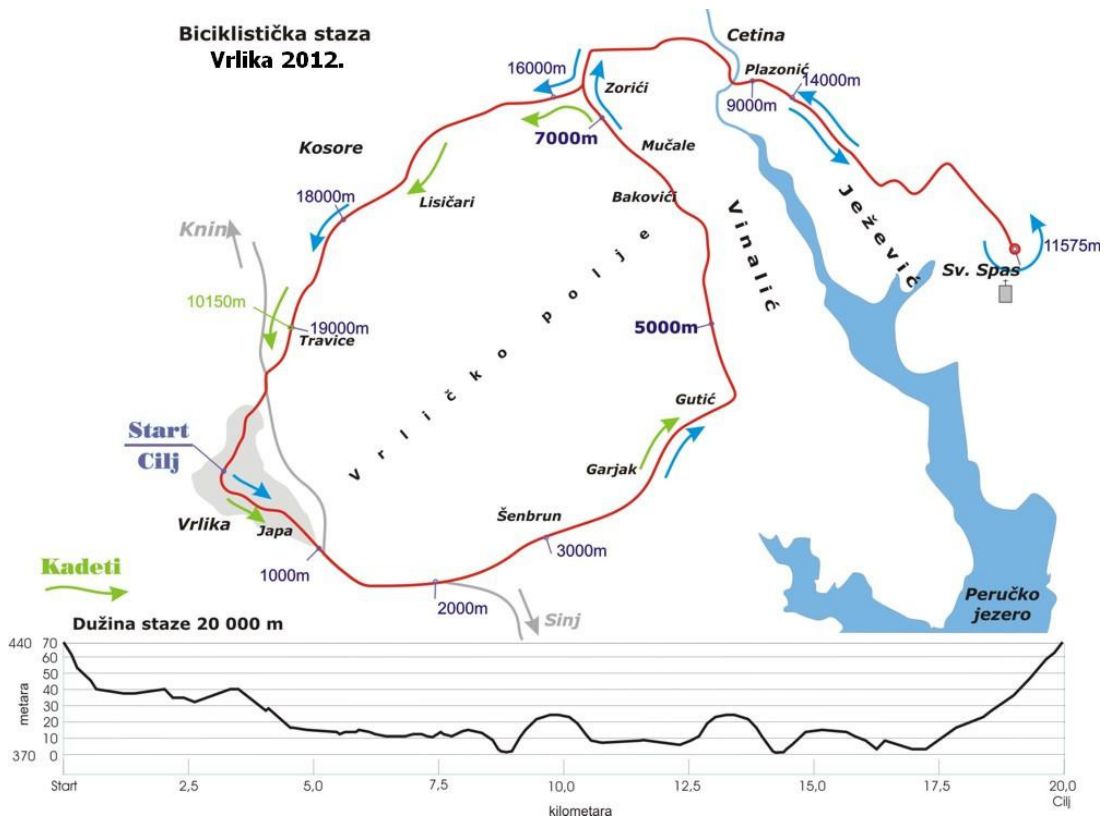 Biciklistička staza
Vrlika 2012.
Cetina
16000m
Zorići
Plazonić
14000m
9000m
7000m
Mučale
Kosore
Lisičari
Bakovići
18000m
Knin
Vinalić
Ježević
11575m
Sv. Spas
10150m
19000m
Travice
5000m
Vrličko polje
Gutić
Start
Cilj
Garjak
Vrlika
Japa
Šenbrun
3000m
1000m
2000m
Kadeti
Sinj
Peručko
jezero
Dužina staze 20 000 m
440 70
60
50
40
30
20
10
370 0
metara
Start 2,5 5,0 7,5 10,0 12,5 15,0 17,5 20,0
Cilj
kilometara